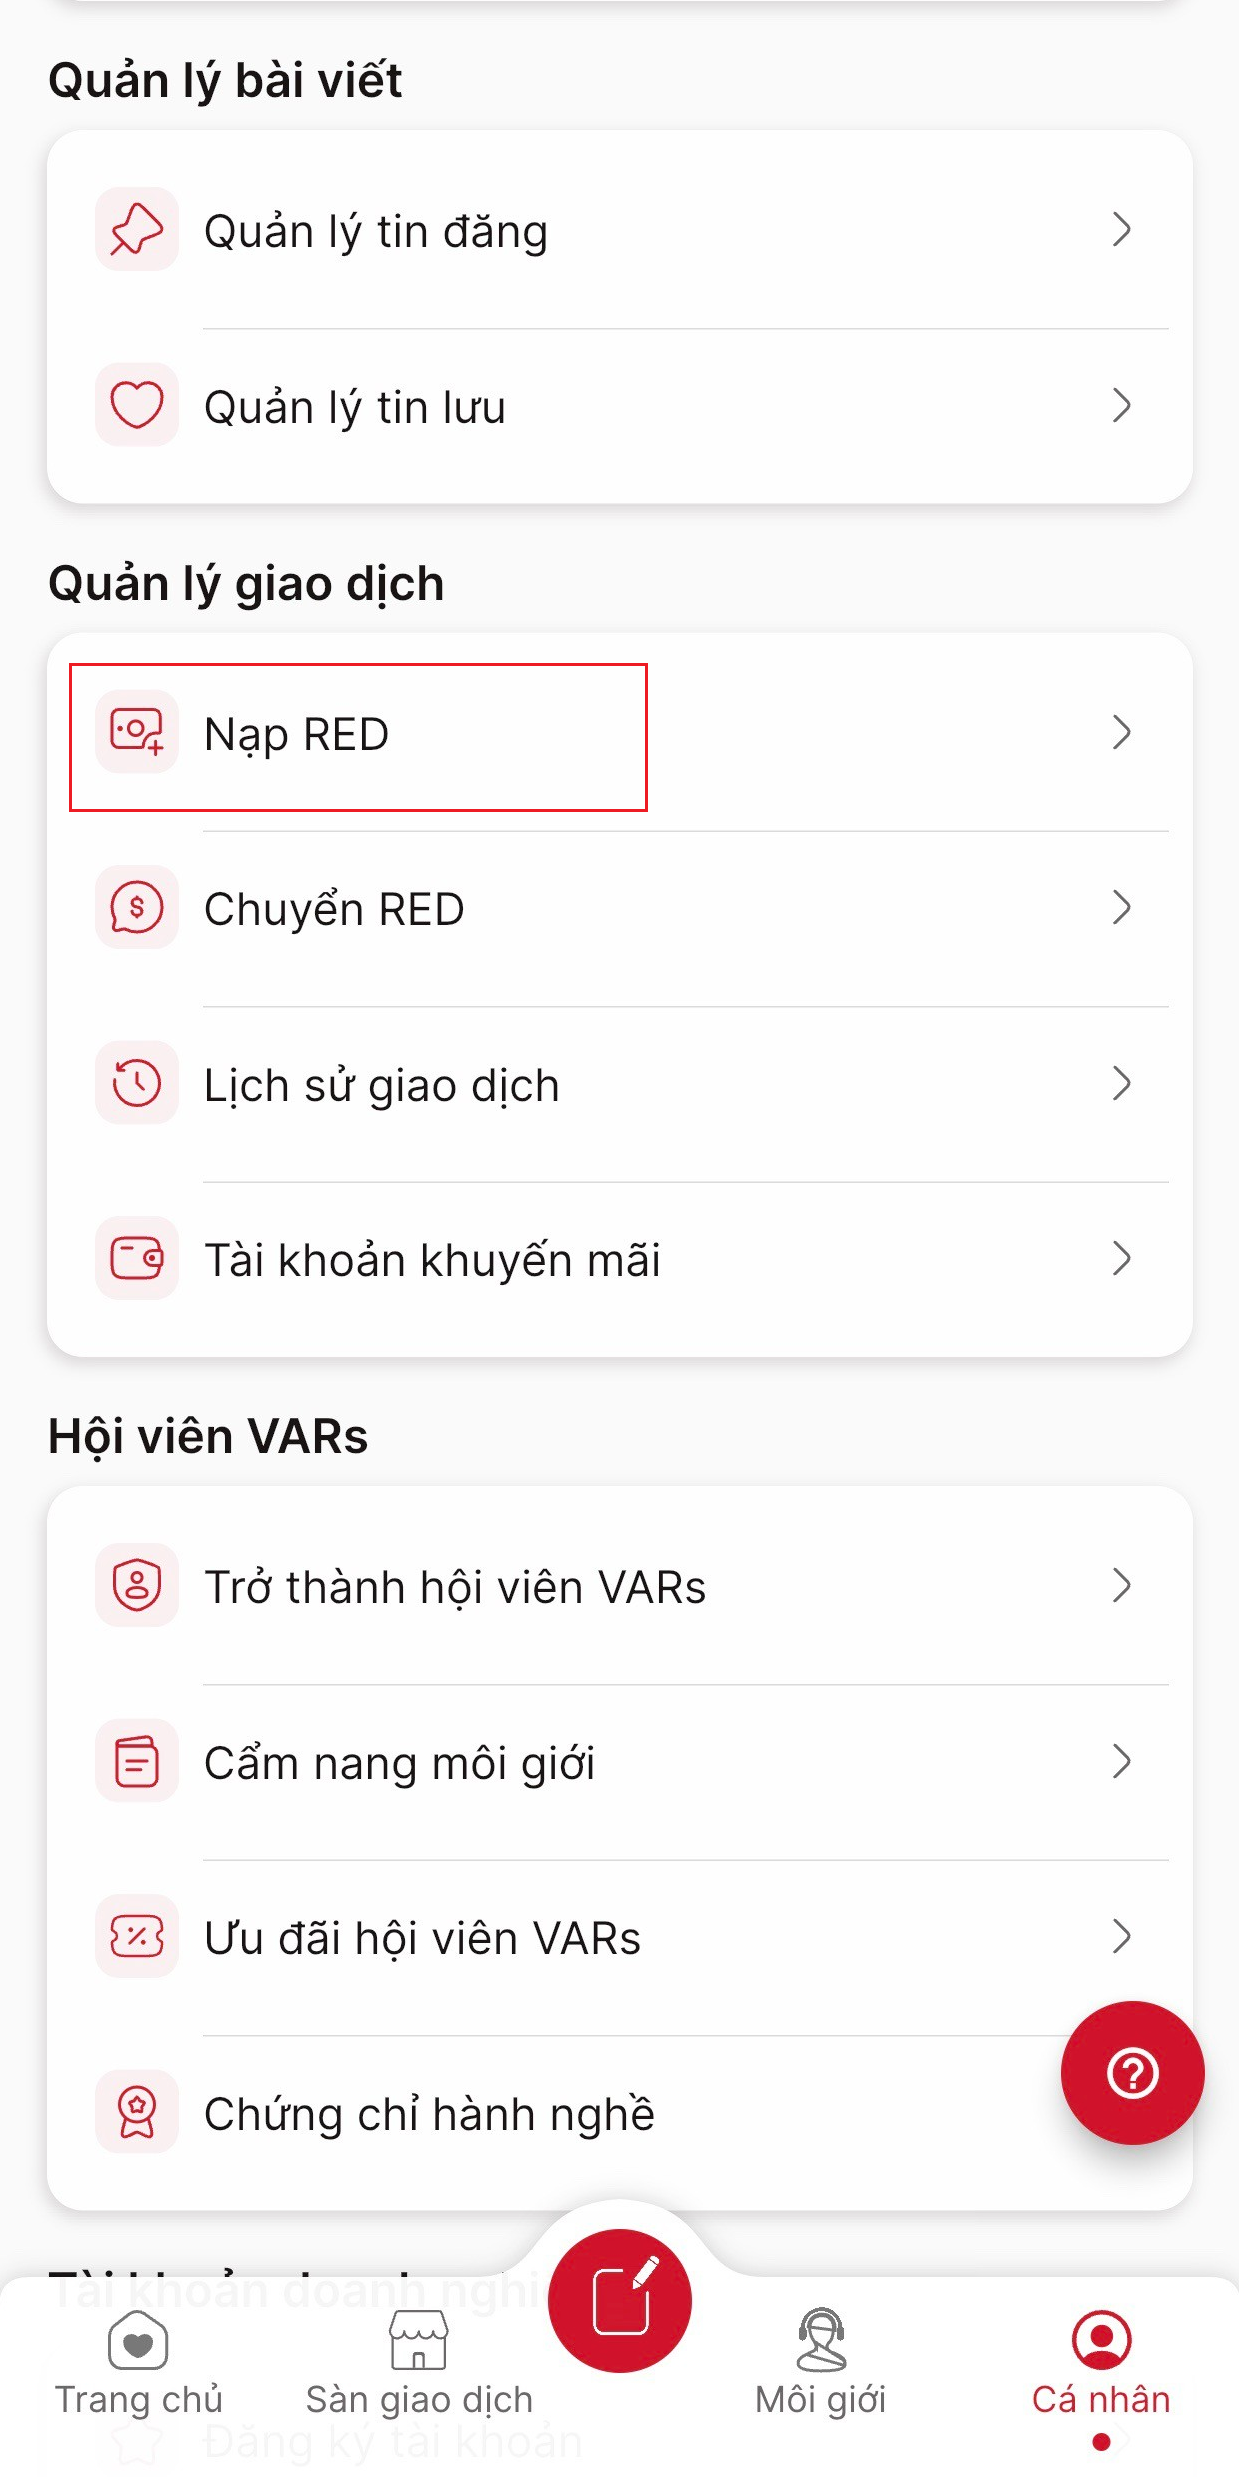 Quản lý bài viết
Quản lý tin đăng
Quản lý tin lưu
Quản lý giao dịch
Nạp RED
Chuyển RED
Lịch sử giao dịch
Tài khoản khuyến mãi
Hội viên VARs
Trở thành hội viên VARs
Cẩm nang môi giới
Ưu đãi hội viên VARs
Chứng chỉ hành nghề
Tài khoản doanh nghi
Trang chủ
Sàn giao dịch
Môi giới
Cá nhân
Đăng ký tài khoản